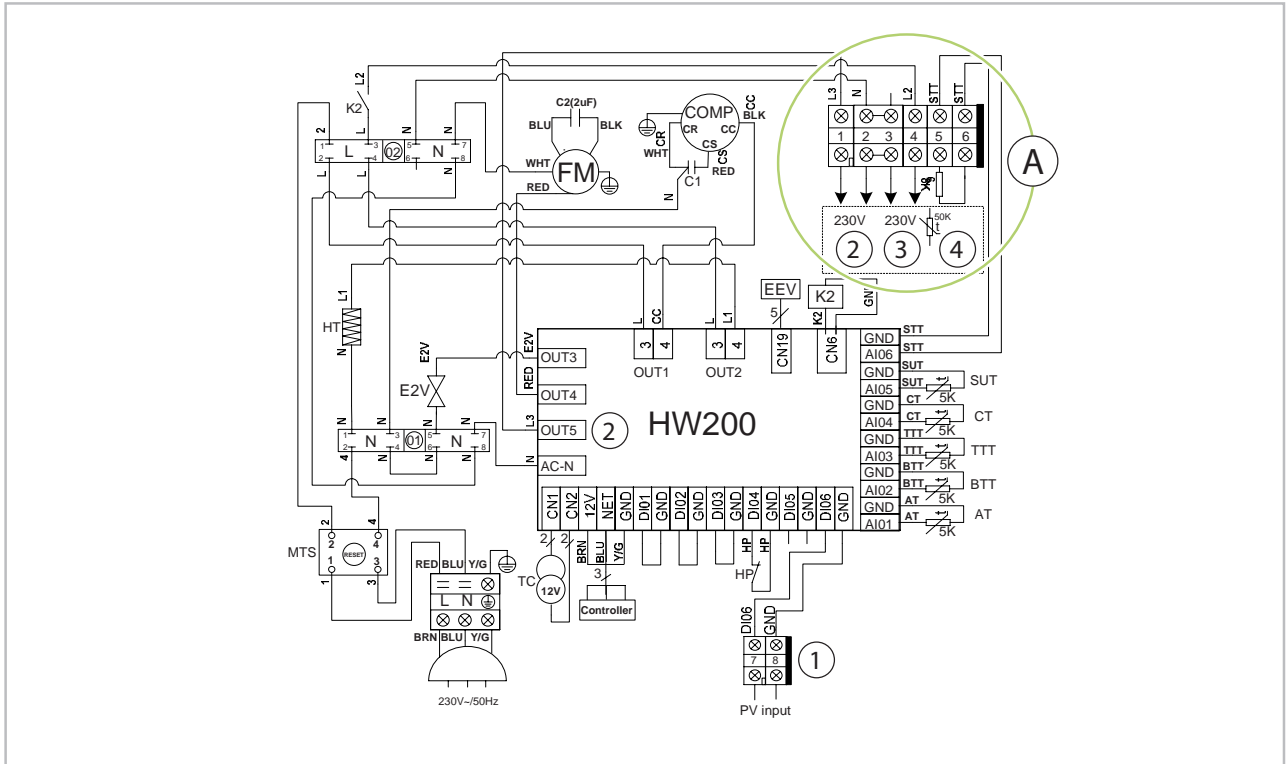 C2(2uF)
BLU
BLK
FM
WHT
RED
COMP
CR
CC
CS
CC
BLK
CR
WHT
CS
RED
C1
N
L3
N
L2
STT
STT
1 2 3 4 5 6
A
230V
230V
50K
t
2
3
4
L2
K2
2
L
N
N
1 3 5 7
L 02 N
2 4 6 8
L
L
N
L1
HT
N
E2V
E2V
N
N
N
N
1 3 5 7
N 01 N
2 4 6 8
4
N
N
N
E2V
RED
L3
N
OUT3
OUT4
OUT5
AC-N
2
HW200
L
CC
3 4
OUT1
L
L1
3 4
OUT2
EEV
5
CN19
K2
K2
GND
CN6
GND
AI06
GND
AI05
GND
AI04
GND
AI03
GND
AI02
GND
AI01
STT
STT
SUT
SUT
t
5K
SUT
CT
CT
t
5K
CT
TTT
TTT
t
5K
TTT
BTT
BTT
t
5K
BTT
AT
AT
t
5K
AT
CN1
CN2
12V
NET
GND
DI01
GND
DI02
GND
DI03
GND
DI04
GND
DI05
GND
DI06
GND
2
2
TC
12V
BRN
BLU
Y/G
3
Controller
HP
HP
HP
DI06
GND
7 8
1
PV input
2
4
MTS
2 4
RESET
1 3
1
3
RED BLU Y/G
L N
BRN BLU Y/G
230V~/50Hz